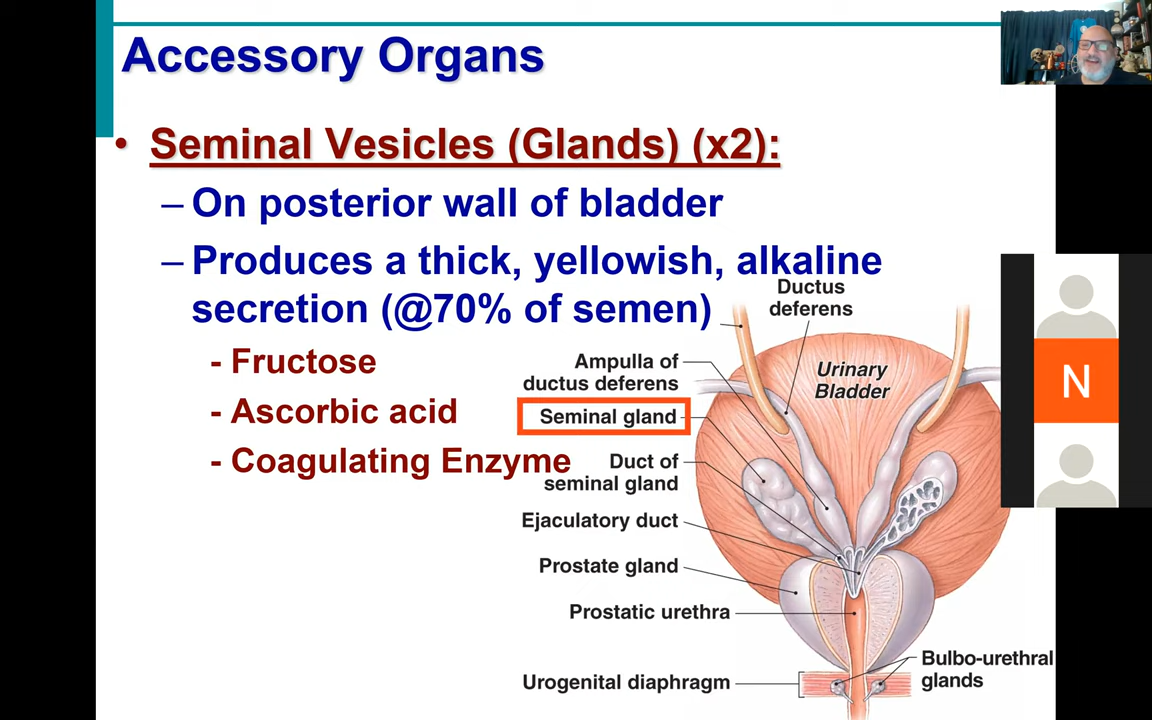 Accessory Organs
• Seminal Vesicles (Glands) (x2):
– On posterior wall of bladder
– Produces a thick, yellowish, alkaline
secretion (@70% of semen)
- Fructose
- Ascorbic acid
- Coagulating Enzyme
Ductus
deferens
Ampulla of
ductus deferens
Urinary
Bladder
Seminal gland
Duct of
seminal gland
Ejaculatory duct
Prostate gland
Prostatic urethra
Bulbo-urethral
glands
Urogenital diaphragm
N